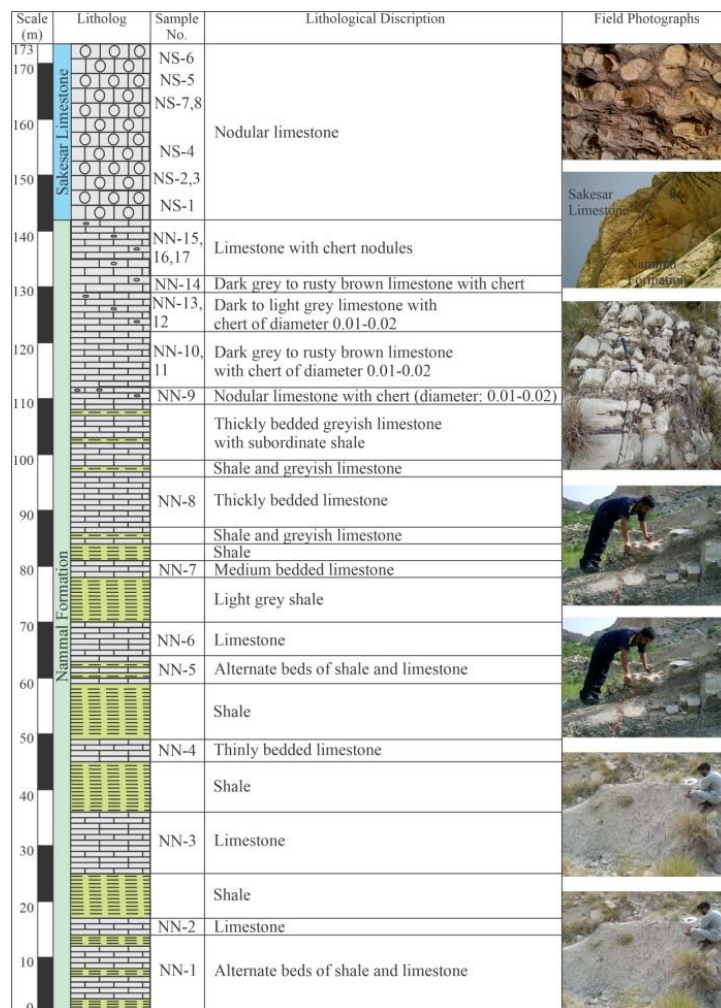 Scale
(m)
Litholog
Sample
No.
Lithological Discription
Field Photographs
173
170
160
150
140
130
120
110
100
90
80
70
60
50
40
30
20
10
0
Sakesar Limestone
Nammal Formation
NS-6
NS-5
NS-7,8
NS-4
NS-2,3
NS-1
Nodular limestone
NN-15,
16,17
Limestone with chert nodules
NN-14
Dark grey to rusty brown limestone with chert
NN-13,
12
Dark to light grey limestone with
chert of diameter 0.01-0.02
NN-10,
11
Dark grey to rusty brown limestone
with chert of diameter 0.01-0.02
NN-9
Nodular limestone with chert (diameter: 0.01-0.02)
Thickly bedded greyish limestone
with subordinate shale
Shale and greyish limestone
NN-8
Thickly bedded limestone
Shale and greyish limestone
Shale
NN-7
Medium bedded limestone
Light grey shale
NN-6
Limestone
NN-5
Alternate beds of shale and limestone
Shale
NN-4
Thinly bedded limestone
Shale
NN-3
Limestone
Shale
NN-2
Limestone
NN-1
Alternate beds of shale and limestone
Sakesar
Limestone
Nammal
Formation